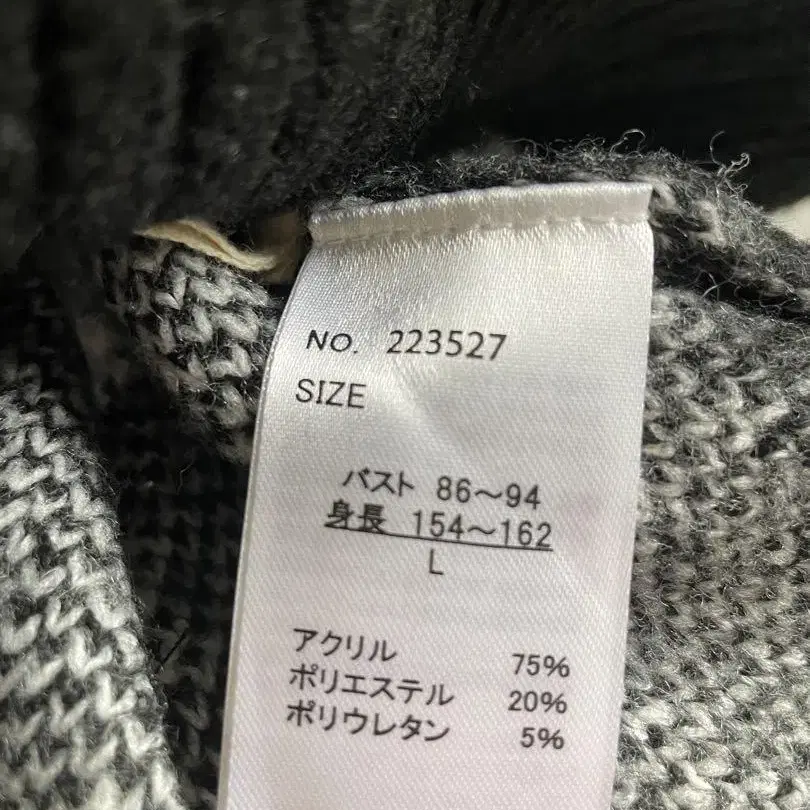 NO. 223527
SIZE
バスト 86～94
身長 154～162
L
アクリル 75%
ポリエステル 20%
ポリウレタン 5%